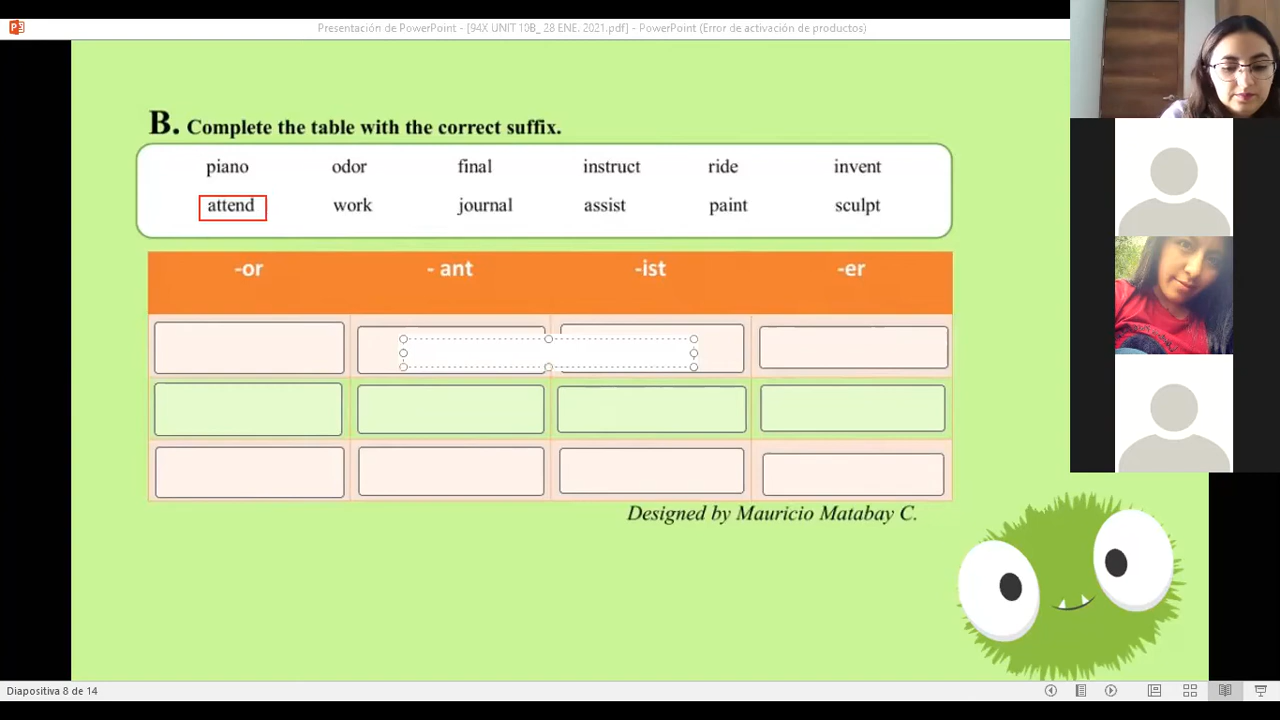 Presentación de PowerPoint - [94X UNIT 10B_ 28 ENE. 2021.pdf] - PowerPoint (Error de activación de productos)
B. Complete the table with the correct suffix.
piano odor final instruct ride invent
attend work journal assist paint sculpt
-or - ant -ist -er
Designed by Mauricio Matabay C.
Diapositiva 8 de 14